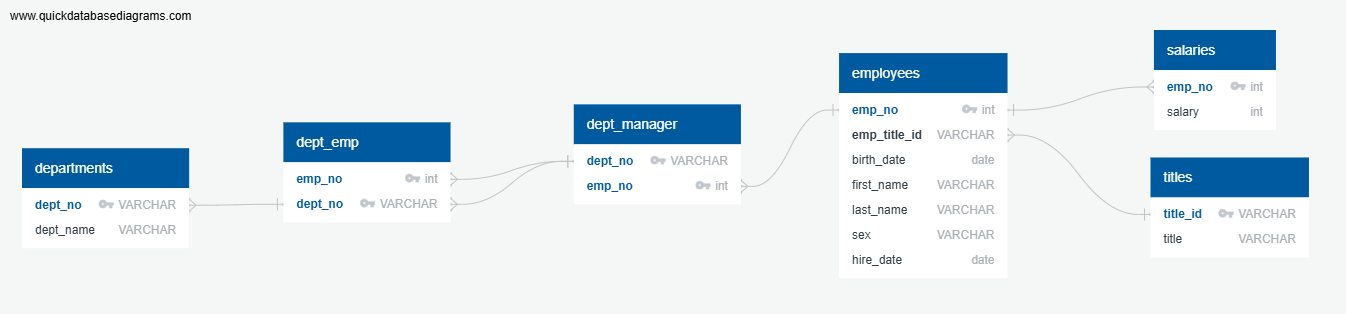 www.quickdatabasediagrams.com
departments
dept_no VARCHAR
dept_name VARCHAR
dept_emp
emp_no int
dept_no VARCHAR
dept_manager
dept_no VARCHAR
emp_no int
employees
emp_no int
emp_title_id VARCHAR
birth_date date
first_name VARCHAR
last_name VARCHAR
sex VARCHAR
hire_date date
salaries
emp_no int
salary int
titles
title_id VARCHAR
title VARCHAR